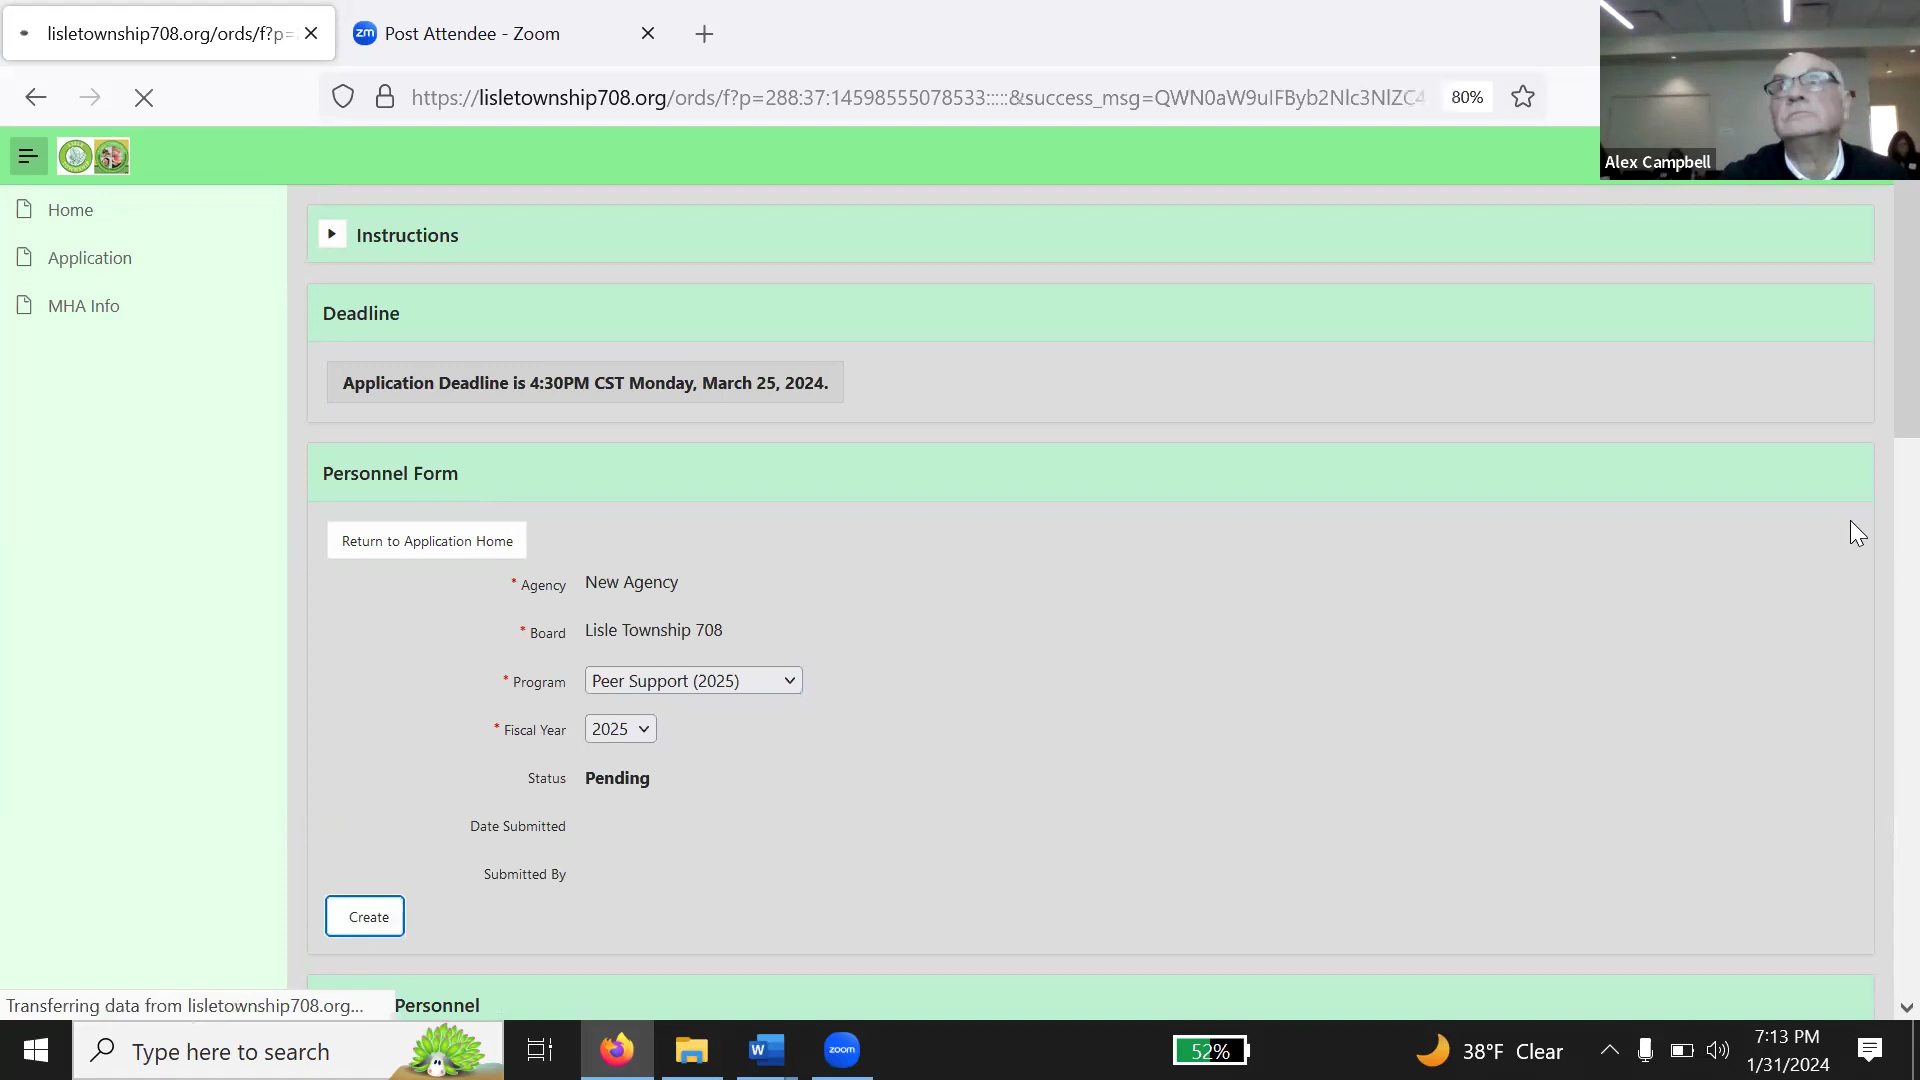 lisletownship708.org/ords/f?p=
Post Attendee - Zoom
https://lisletownship708.org/ords/f?p=288:37:14598555078533:::::&success_msg=QWN0aW9uIFByb2Nlc3NlZC4
80%
Alex Campbell
Home
Application
MHA Info
Instructions
Deadline
Application Deadline is 4:30PM CST Monday, March 25, 2024.
Personnel Form
Return to Application Home
* Agency New Agency
* Board Lisle Township 708
* Program Peer Support (2025)
* Fiscal Year 2025
Status Pending
Date Submitted
Submitted By
Create
Personnel
Transferring data from lisletownship708.org...
Type here to search
zoom
52%
38°F Clear
7:13 PM
1/31/2024